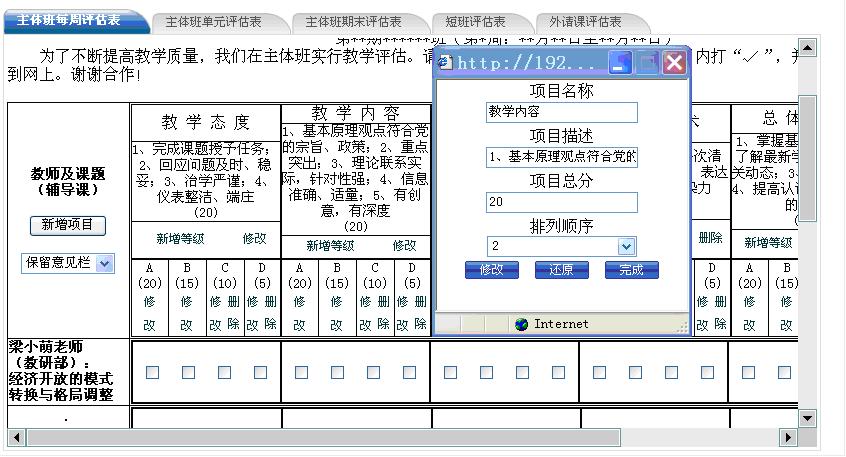 主体班每周评估表 主体班单元评估表 主体班期末评估表 短班评估表 外请课评估表
为了不断提高教学质量，我们在主体班实行教学评估。请
内打“✓”，并
到网上。谢谢合作！
教师及课题
（辅导课）
新增项目
保留意见栏
教 学 态 度
1、完成课题授予任务；
2、回应问题及时、稳
妥；3、治学严谨；4、
仪表整洁、端庄
(20)
新增等级 修改
A B C D
(20) (15) (10) (5)
修 修 修 删 修 删
改 改 改 除 改 除
教 学 内 容
1、基本原理观点符合党
的宗旨、政策；2、重点
突出；3、理论联系实
际，针对性强；4、信息
准确、适量；5、有创
意，有深度
(20)
新增等级 修改
A B C D
(20) (15) (10) (5)
修 修 修 删 修 删
改 改 改 除 改 除
http://192...
项目名称
教学内容
项目描述
1、基本原理观点符合党的
项目总分
20
排列顺序
2
修改 还原 完成
Internet
次清
表达
力
删除
D
(5)
修 删
改 除
总 体
1、掌握基
了解最新学
关动态；3、
4、提高认
的
(20)
新增等级
A B
(20) (15)
修 修
改 改
梁小萌老师
（教研部）：
经济开放的模式
转换与格局调整